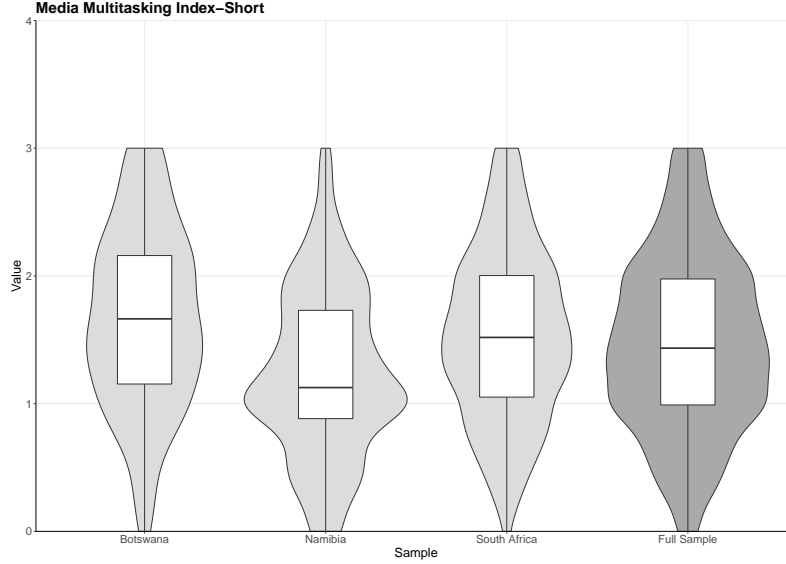 Media Multitasking Index−Short
4
3
2
1
0
Value
Botswana
Namibia
South Africa
Full Sample
Sample